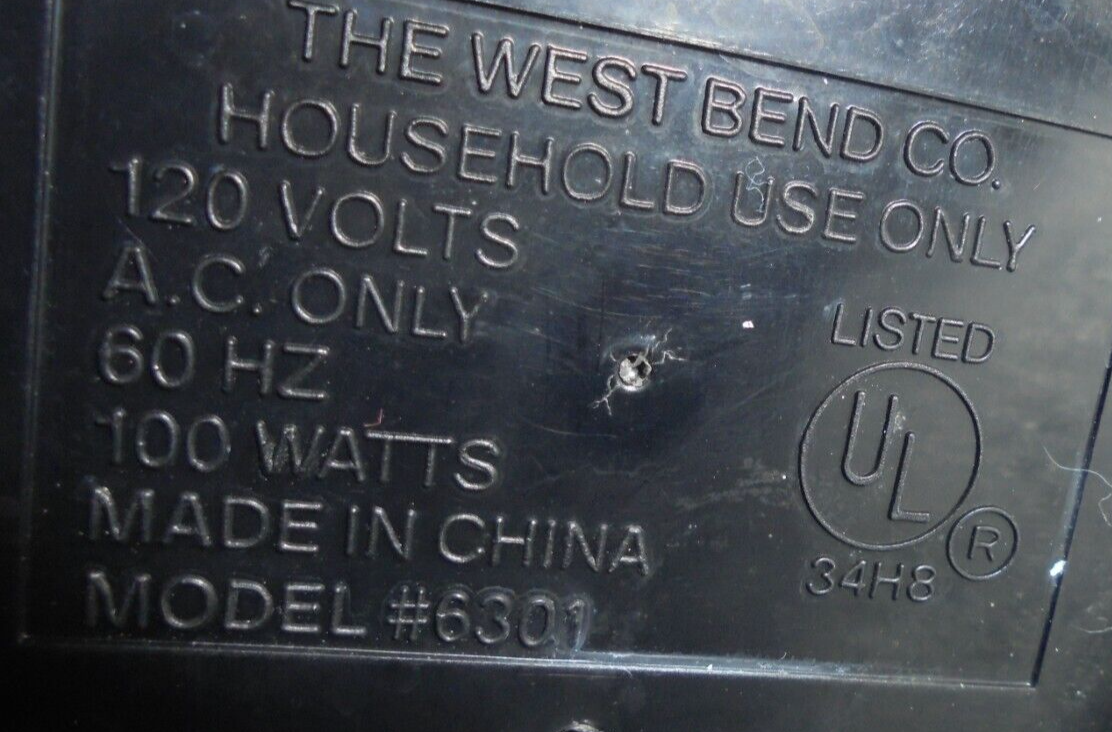 THE WEST BEND CO.
HOUSEHOLD USE ONLY
120 VOLTS
A.C. ONLY
60 HZ
100 WATTS
MADE IN CHINA
MODEL #6301
LISTED
UL
®
34H8